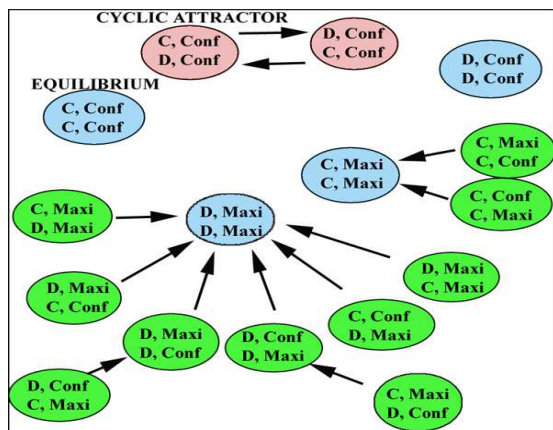 CYCLIC ATTRACTOR
C, Conf
D, Conf
D, Conf
C, Conf
D, Conf
D, Conf
EQUILIBRIUM
C, Conf
C, Conf
C, Maxi
C, Conf
C, Maxi
C, Maxi
C, Conf
C, Maxi
C, Maxi
D, Maxi
D, Maxi
D, Maxi
D, Maxi
C, Maxi
D, Maxi
C, Conf
C, Conf
D, Maxi
D, Maxi
D, Conf
D, Conf
D, Maxi
D, Conf
C, Maxi
C, Maxi
D, Conf